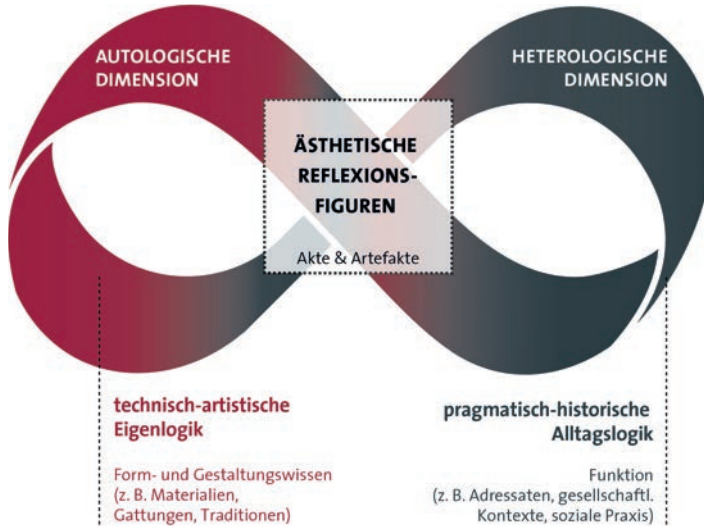 AUTOLOGISCHE
DIMENSION
HETEROLOGISCHE
DIMENSION
ÄSTHETISCHE
REFLEXIONS-
FIGUREN
Akte & Artefakte
technisch-artistische
Eigenlogik
Form- und Gestaltungswissen
(z. B. Materialien,
Gattungen, Traditionen)
pragmatisch-historische
Alltagslogik
Funktion
(z. B. Adressaten, gesellschaftl.
Kontexte, soziale Praxis)